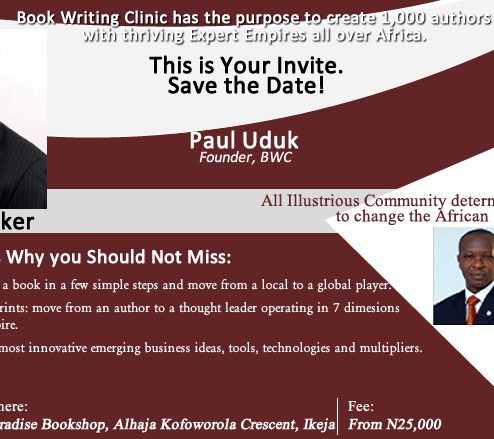 Book Writing Clinic has the purpose to create 1,000 authors
with thriving Expert Empires all over Africa.
This is Your Invite.
Save the Date!
Paul Uduk
Founder, BWC
All Illustrious Community determ
to change the African
ker
s Why you Should Not Miss:
a book in a few simple steps and move from a local to a global player.
rints: move from an author to a thought leader operating in 7 dimesions
ire.
most innovative emerging business ideas, tools, technologies and multipliers.
here:
radise Bookshop, Alhaja Kofoworola Crescent, Ikeja
Fee:
From N25,000